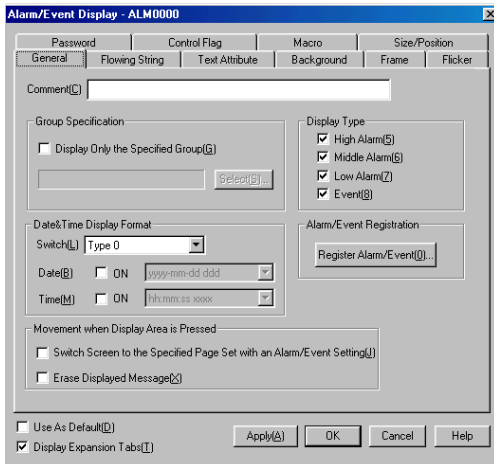 Alarm/Event Display - ALM0000
Password Control Flag Macro Size/Position
General Flowing String Text Attribute Background Frame Flicker
Comment(C)
Group Specification
Display Only the Specified Group(G)
Select(S)...
Display Type
High Alarm(5)
Middle Alarm(6)
Low Alarm(7)
Event(8)
Date&Time Display Format
Switch(L) Type 0
Date(B) ON yyyy-mm-dd ddd
Time(M) ON hh:mm:ss xxxx
Alarm/Event Registration
Register Alarm/Event(0)...
Movement when Display Area is Pressed
Switch Screen to the Specified Page Set with an Alarm/Event Setting(J)
Erase Displayed Message(X)
Use As Default(D)
Display Expansion Tabs(T)
Apply(A) OK Cancel Help